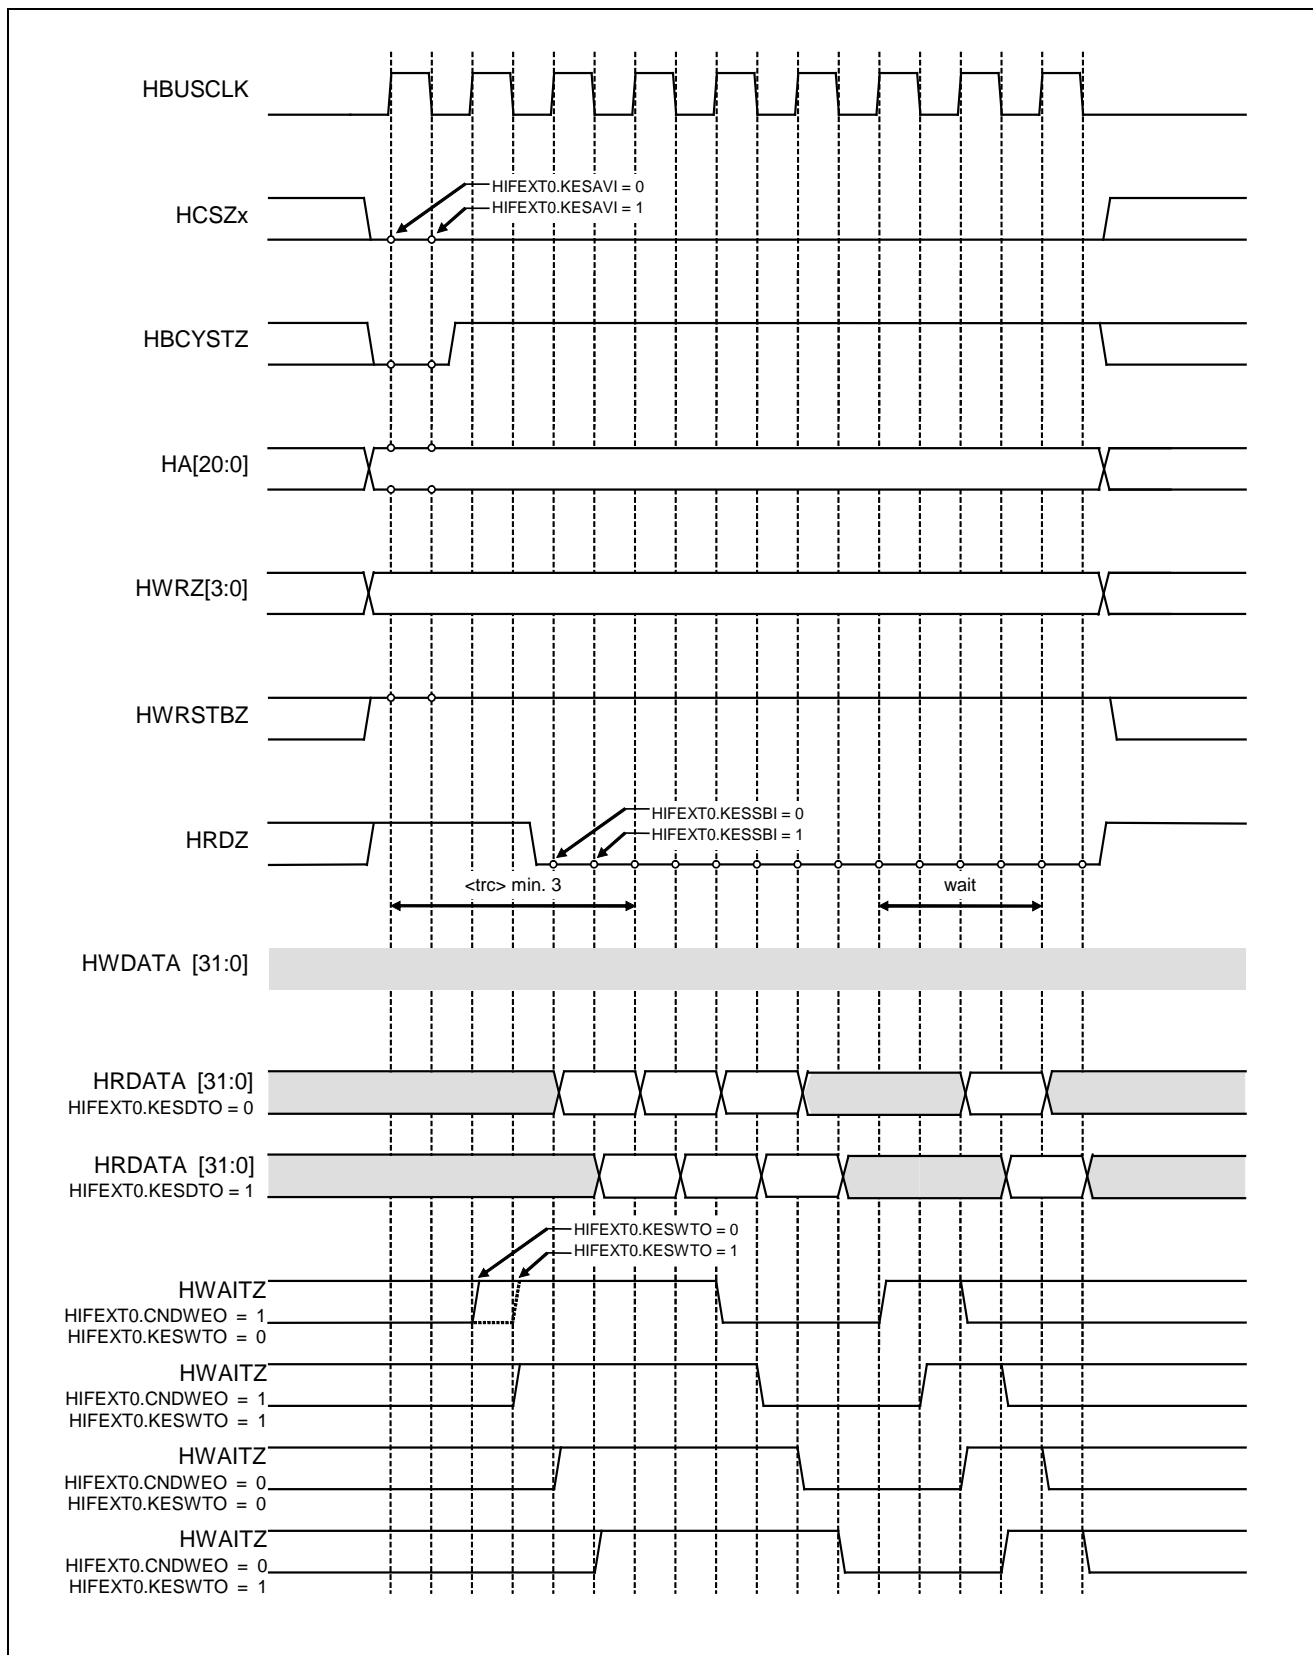 HBUSCLK
HIFEXT0.KESAVI = 0
HIFEXT0.KESAVI = 1
HCSZx
HBCYSTZ
HA[20:0]
HWRZ[3:0]
HWRSTBZ
HIFEXT0.KESSBI = 0
HIFEXT0.KESSBI = 1
HRDZ
<trc> min. 3
wait
HWDATA [31:0]
HRDATA [31:0]
HIFEXT0.KESDTO = 0
HRDATA [31:0]
HIFEXT0.KESDTO = 1
HIFEXT0.KESWTO = 0
HIFEXT0.KESWTO = 1
HWAITZ
HIFEXT0.CNDWEO = 1
HIFEXT0.KESWTO = 0
HWAITZ
HIFEXT0.CNDWEO = 1
HIFEXT0.KESWTO = 1
HWAITZ
HIFEXT0.CNDWEO = 0
HIFEXT0.KESWTO = 0
HWAITZ
HIFEXT0.CNDWEO = 0
HIFEXT0.KESWTO = 1